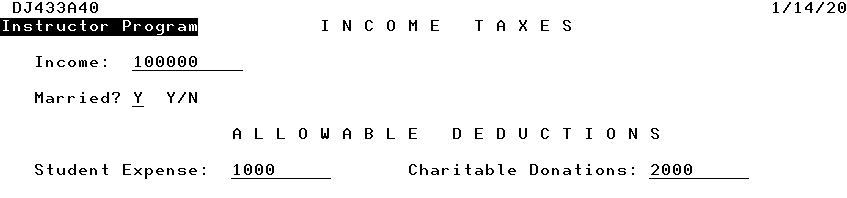 DJ433A40 1/14/20
Instructor Program I N C O M E T A X E S
Income: 100000
Married? Y Y/N
A L L O W A B L E D E D U C T I O N S
Student Expense: 1000 Charitable Donations: 2000